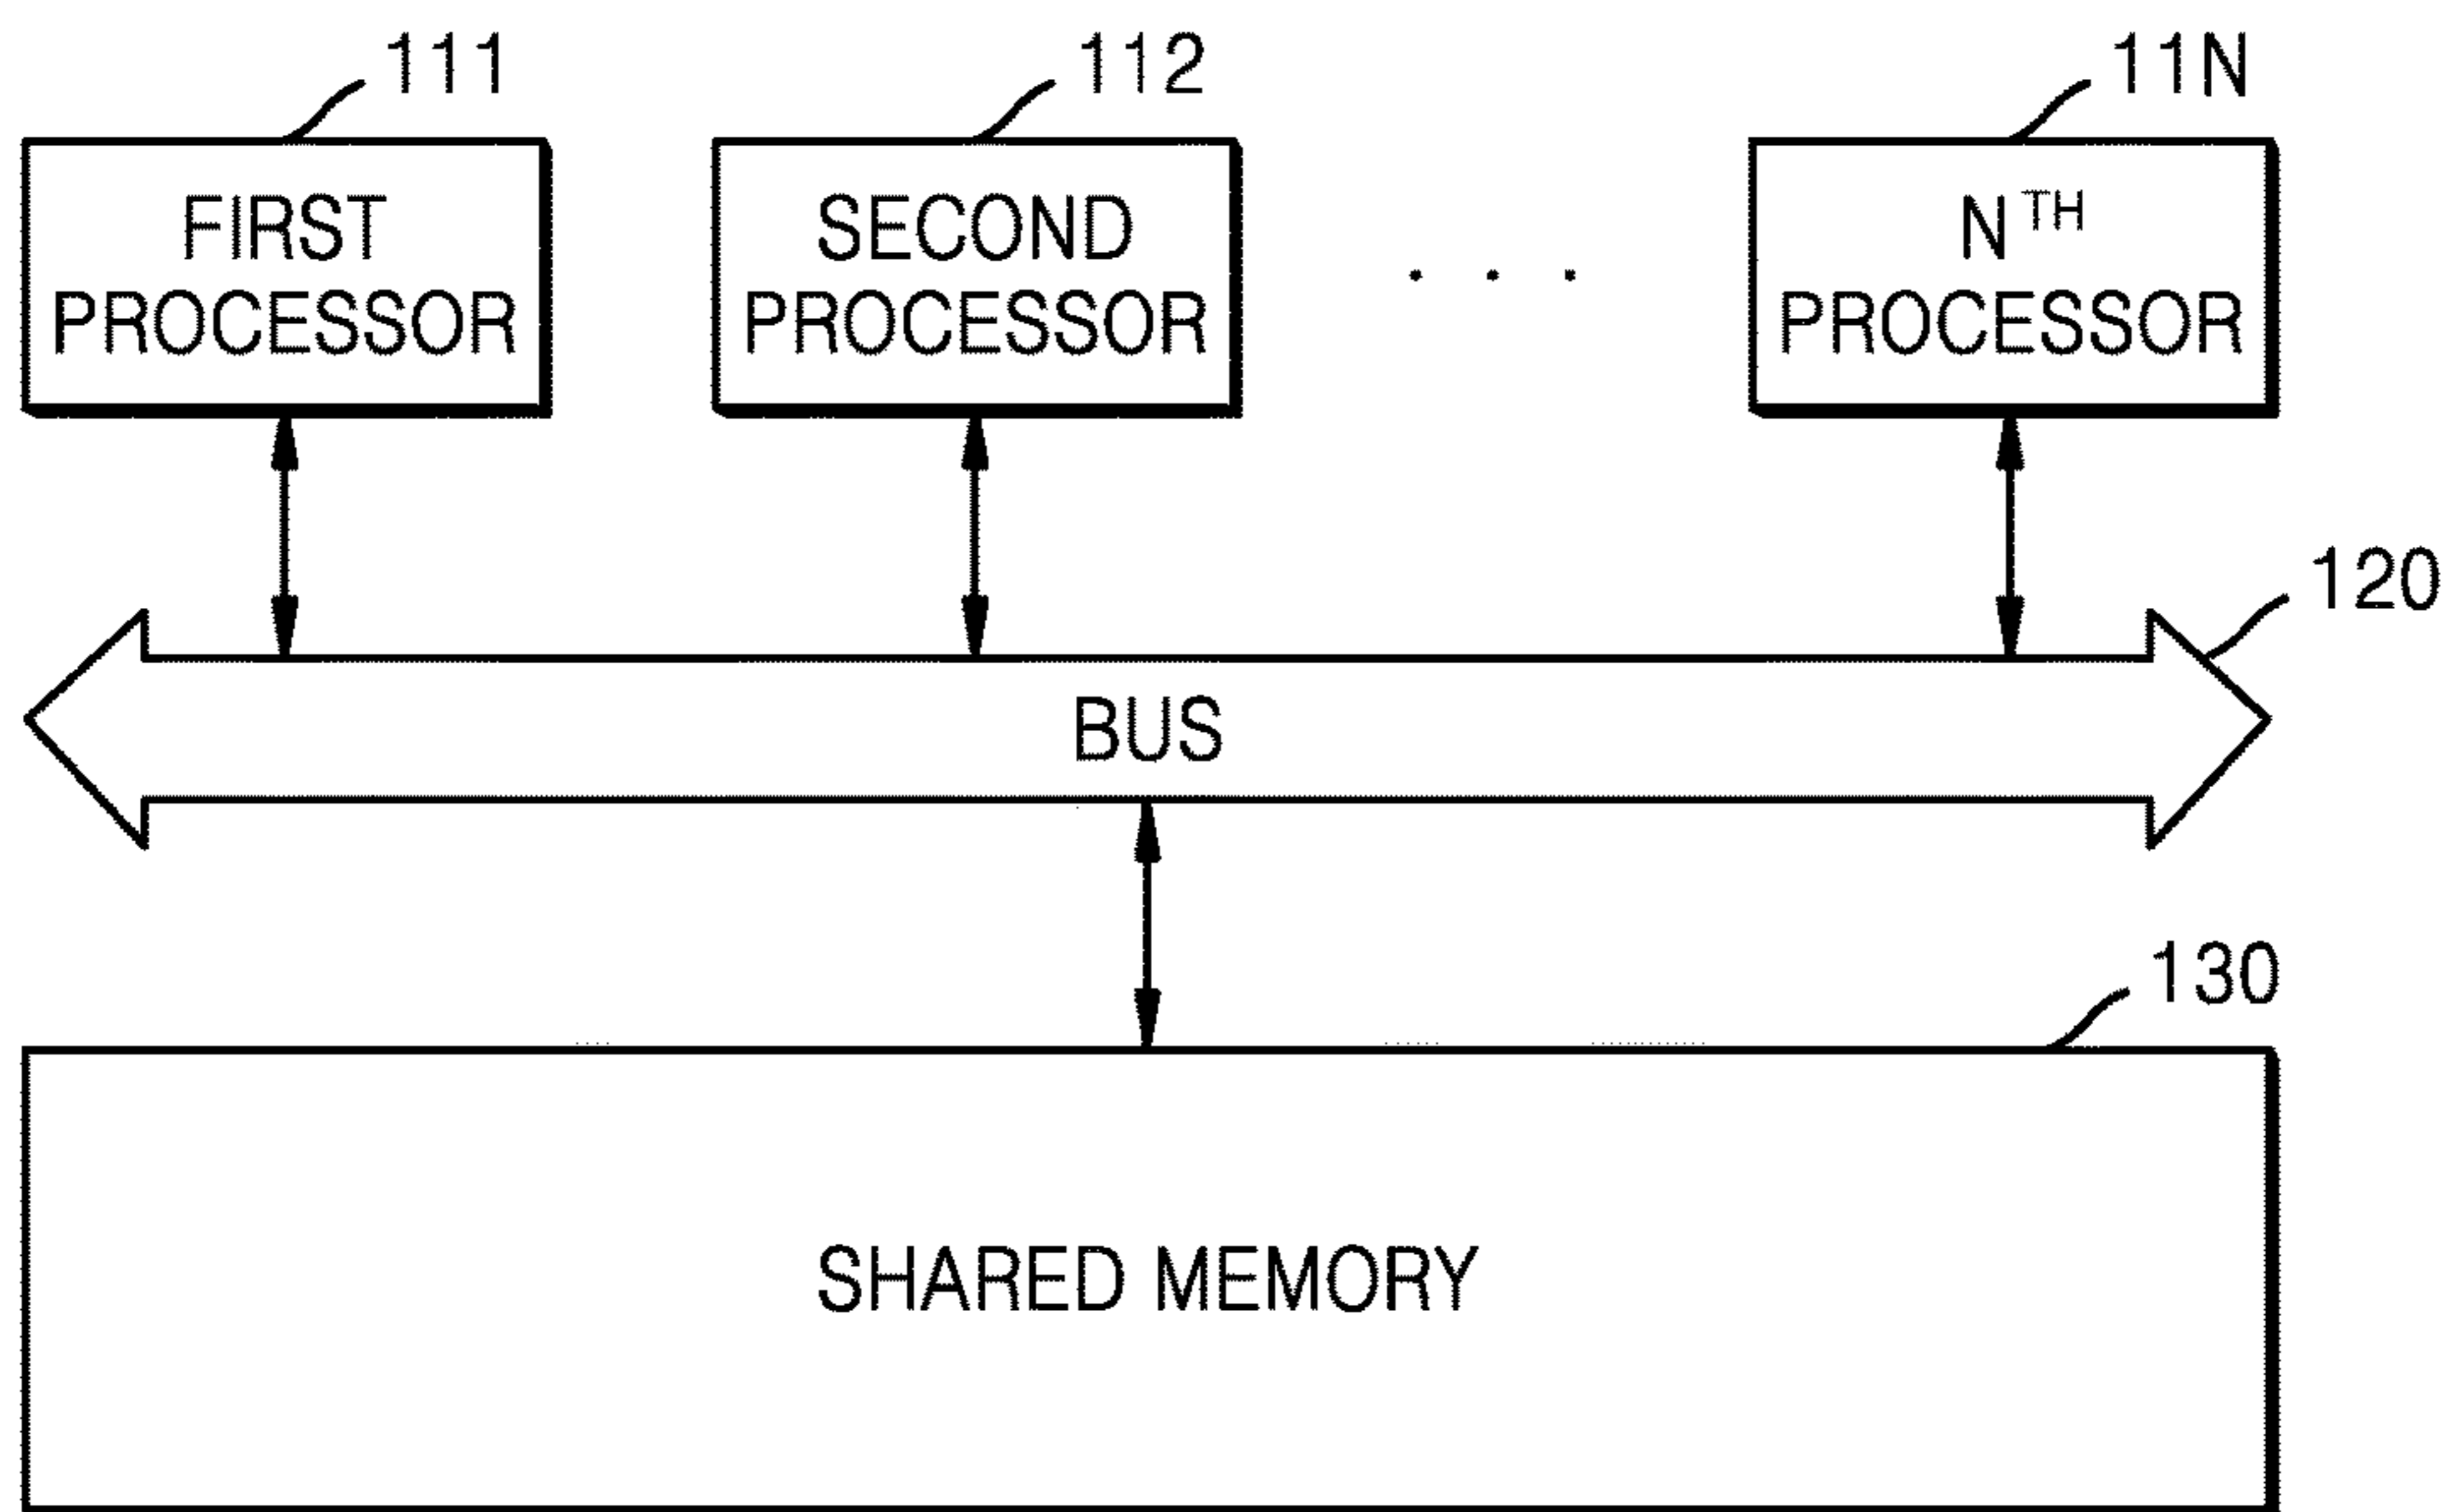 111
112
11N
FIRST
PROCESSOR
SECOND
PROCESSOR
. . .
N^TH
PROCESSOR
120
BUS
130
SHARED MEMORY